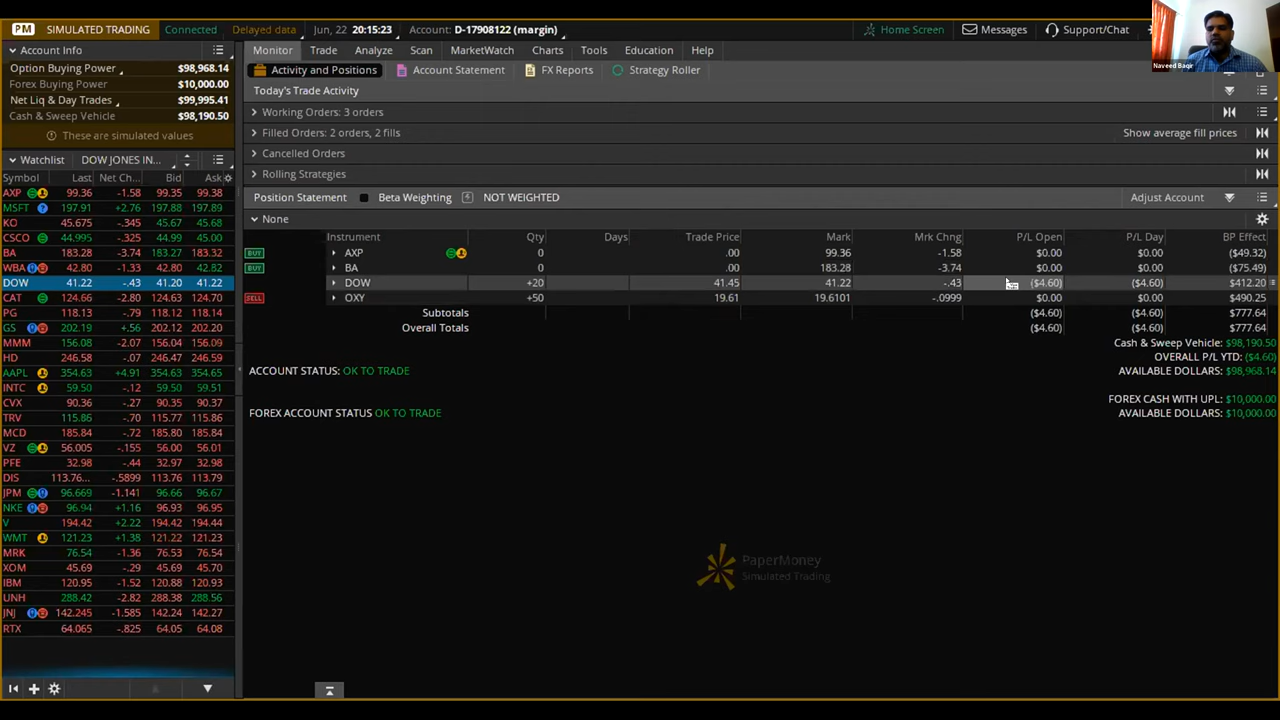 PM SIMULATED TRADING Connected Delayed data Jun, 22 20:15:23 Account: D-17908122 (margin) Home Screen Messages Support/Chat
Naveed Baqir
Account Info
Option Buying Power $98,968.14
Forex Buying Power $10,000.00
Net Liq & Day Trades $99,995.41
Cash & Sweep Vehicle $98,190.50
These are simulated values
Watchlist DOW JONES IN...
Symbol Last Net Ch... Bid Ask
AXP 99.36 -1.58 99.35 99.38
MSFT 197.91 +2.76 197.88 197.89
KO 45.675 -.345 45.67 45.68
CSCO 44.995 -.325 44.99 45.00
BA 183.28 -3.74 183.27 183.32
WBA 42.80 -1.33 42.80 42.82
DOW 41.22 -.43 41.20 41.22
CAT 124.66 -2.80 124.63 124.70
PG 118.13 -.79 118.12 118.14
GS 202.19 +.56 202.12 202.20
MMM 156.08 -2.07 156.04 156.09
HD 246.58 -.07 246.47 246.59
AAPL 354.63 +4.91 354.63 354.65
INTC 59.50 -.12 59.50 59.51
CVX 90.36 -.27 90.35 90.37
TRV 115.86 -.70 115.77 115.86
MCD 185.84 -.72 185.80 185.84
VZ 56.005 -.155 56.00 56.01
PFE 32.98 -.44 32.97 32.98
DIS 113.76... -.5899 113.76 113.79
JPM 96.669 -1.141 96.66 96.67
NKE 96.94 +1.16 96.93 96.95
V 194.42 +2.22 194.42 194.44
WMT 121.23 +1.38 121.22 121.23
MRK 76.54 -1.36 76.53 76.54
XOM 45.69 -.29 45.69 45.70
IBM 120.95 -1.52 120.88 120.93
UNH 288.42 -2.82 288.38 288.56
JNJ 142.245 -1.585 142.24 142.27
RTX 64.065 -.825 64.05 64.08
Monitor Trade Analyze Scan MarketWatch Charts Tools Education Help
Activity and Positions Account Statement FX Reports Strategy Roller
Today's Trade Activity
Working Orders: 3 orders
Filled Orders: 2 orders, 2 fills Show average fill prices
Cancelled Orders
Rolling Strategies
Position Statement Beta Weighting NOT WEIGHTED Adjust Account
None
Instrument Qty Days Trade Price Mark Mrk Chng P/L Open P/L Day BP Effect
BUY AXP 0 .00 99.36 -1.58 $0.00 $0.00 ($49.32)
BUY BA 0 .00 183.28 -3.74 $0.00 $0.00 ($75.49)
DOW +20 41.45 41.22 -.43 ($4.60) ($4.60) $412.20
SELL OXY +50 19.61 19.6101 -.0999 $0.00 $0.00 $490.25
Subtotals ($4.60) ($4.60) $777.64
Overall Totals ($4.60) ($4.60) $777.64
Cash & Sweep Vehicle: $98,190.50
OVERALL P/L YTD: ($4.60)
ACCOUNT STATUS: OK TO TRADE AVAILABLE DOLLARS: $98,968.14
FOREX CASH WITH UPL: $10,000.00
FOREX ACCOUNT STATUS OK TO TRADE AVAILABLE DOLLARS: $10,000.00
PaperMoney
Simulated Trading